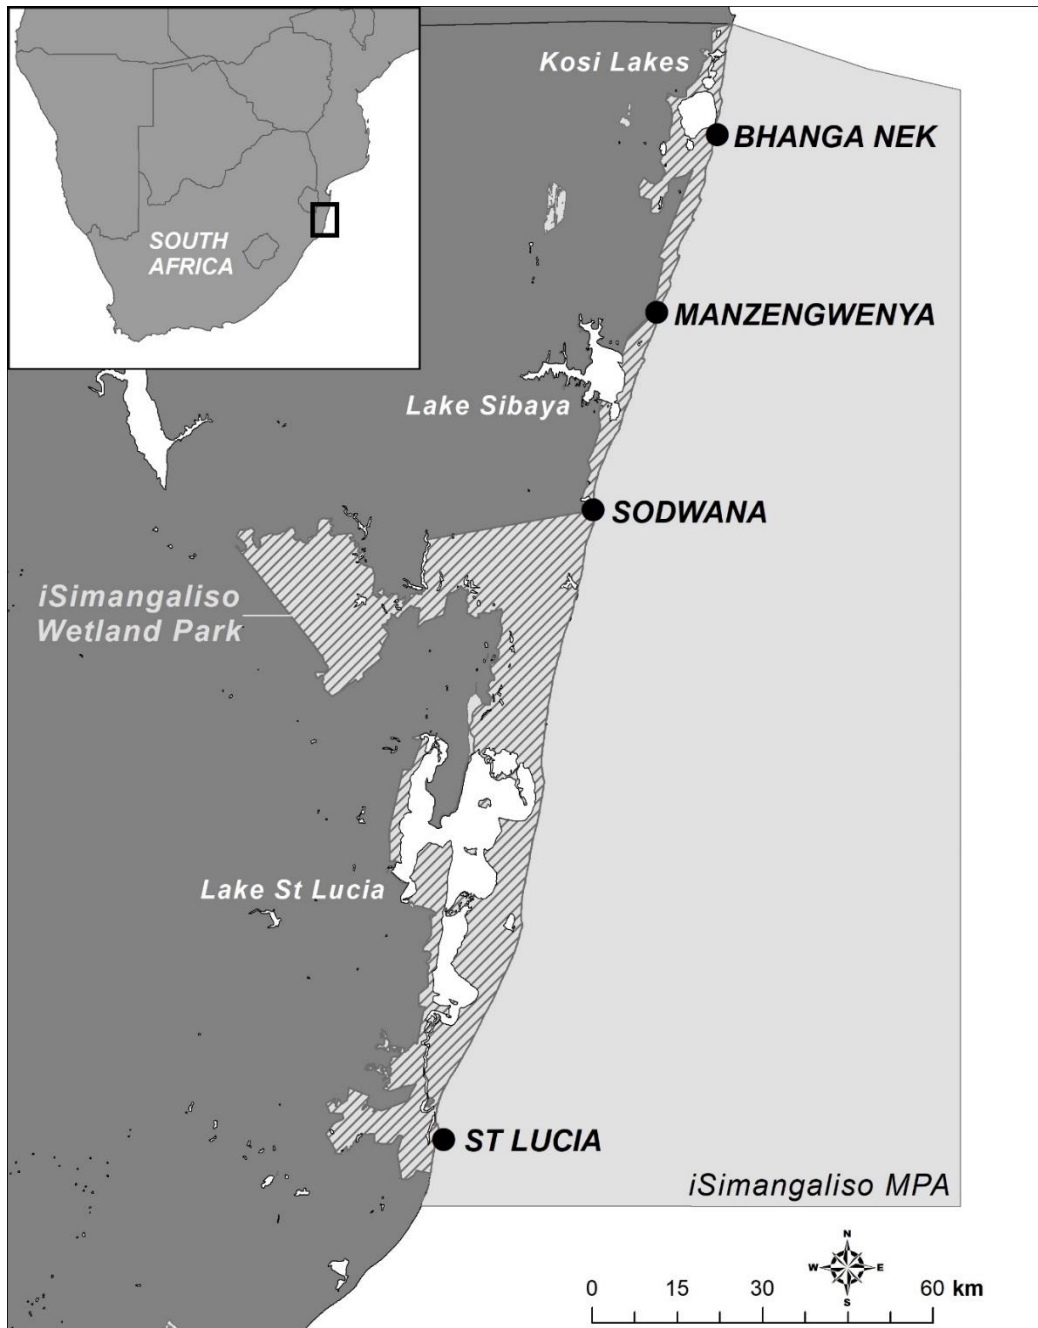 Kosi Lakes
BHANGA NEK
SOUTH
AFRICA
MANZENGWENYA
Lake Sibaya
SODWANA
iSimangaliso
Wetland Park
Lake St Lucia
ST LUCIA
iSimangaliso MPA
N
W E
S
0 15 30 60 km